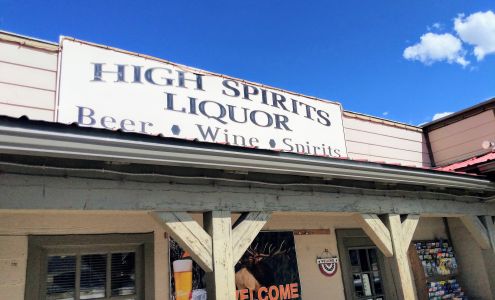 HIGH SPIRITS
LIQUOR
Beer • Wine • Spirits
WELCOME